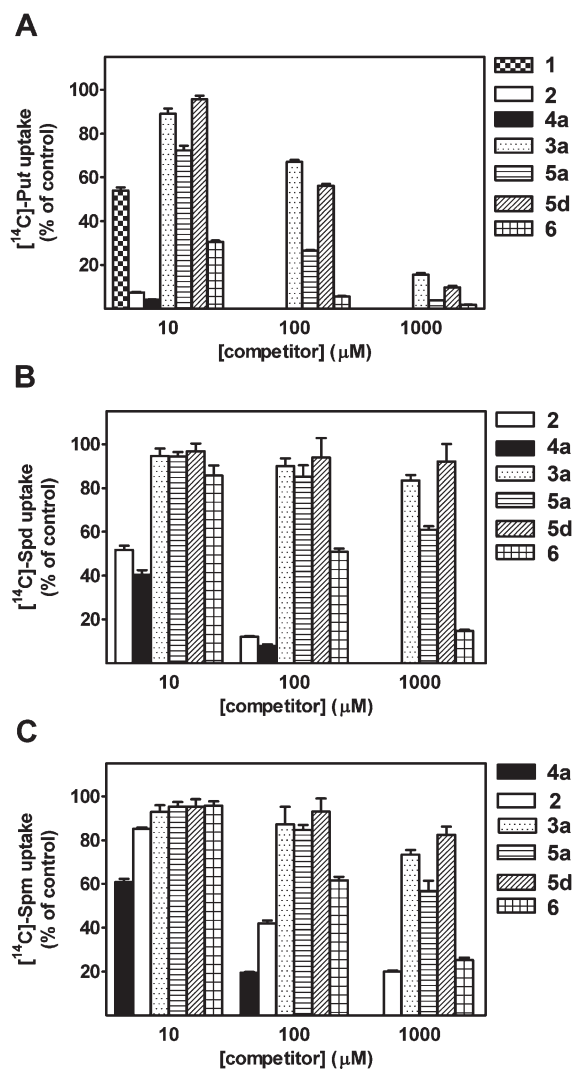 A
[¹⁴C]-Put uptake
(% of control)
100
80
60
40
20
10
100
1000
[competitor] (μM)
1
2
4a
3a
5a
5d
6
B
[¹⁴C]-Spd uptake
(% of control)
100
80
60
40
20
10
100
1000
[competitor] (μM)
2
4a
3a
5a
5d
6
C
[¹⁴C]-Spm uptake
(% of control)
100
80
60
40
20
10
100
1000
[competitor] (μM)
4a
2
3a
5a
5d
6